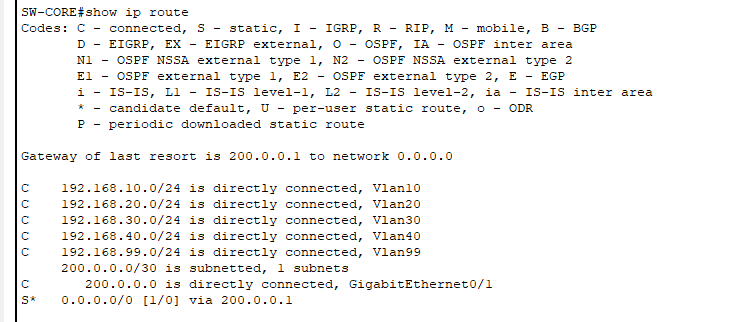 SW-CORE#show ip route
Codes: C - connected, S - static, I - IGRP, R - RIP, M - mobile, B - BGP
       D - EIGRP, EX - EIGRP external, O - OSPF, IA - OSPF inter area
       N1 - OSPF NSSA external type 1, N2 - OSPF NSSA external type 2
       E1 - OSPF external type 1, E2 - OSPF external type 2, E - EGP
       i - IS-IS, L1 - IS-IS level-1, L2 - IS-IS level-2, ia - IS-IS inter area
       * - candidate default, U - per-user static route, o - ODR
       P - periodic downloaded static route

Gateway of last resort is 200.0.0.1 to network 0.0.0.0

C    192.168.10.0/24 is directly connected, Vlan10
C    192.168.20.0/24 is directly connected, Vlan20
C    192.168.30.0/24 is directly connected, Vlan30
C    192.168.40.0/24 is directly connected, Vlan40
C    192.168.99.0/24 is directly connected, Vlan99
     200.0.0.0/30 is subnetted, 1 subnets
C       200.0.0.0 is directly connected, GigabitEthernet0/1
S*   0.0.0.0/0 [1/0] via 200.0.0.1